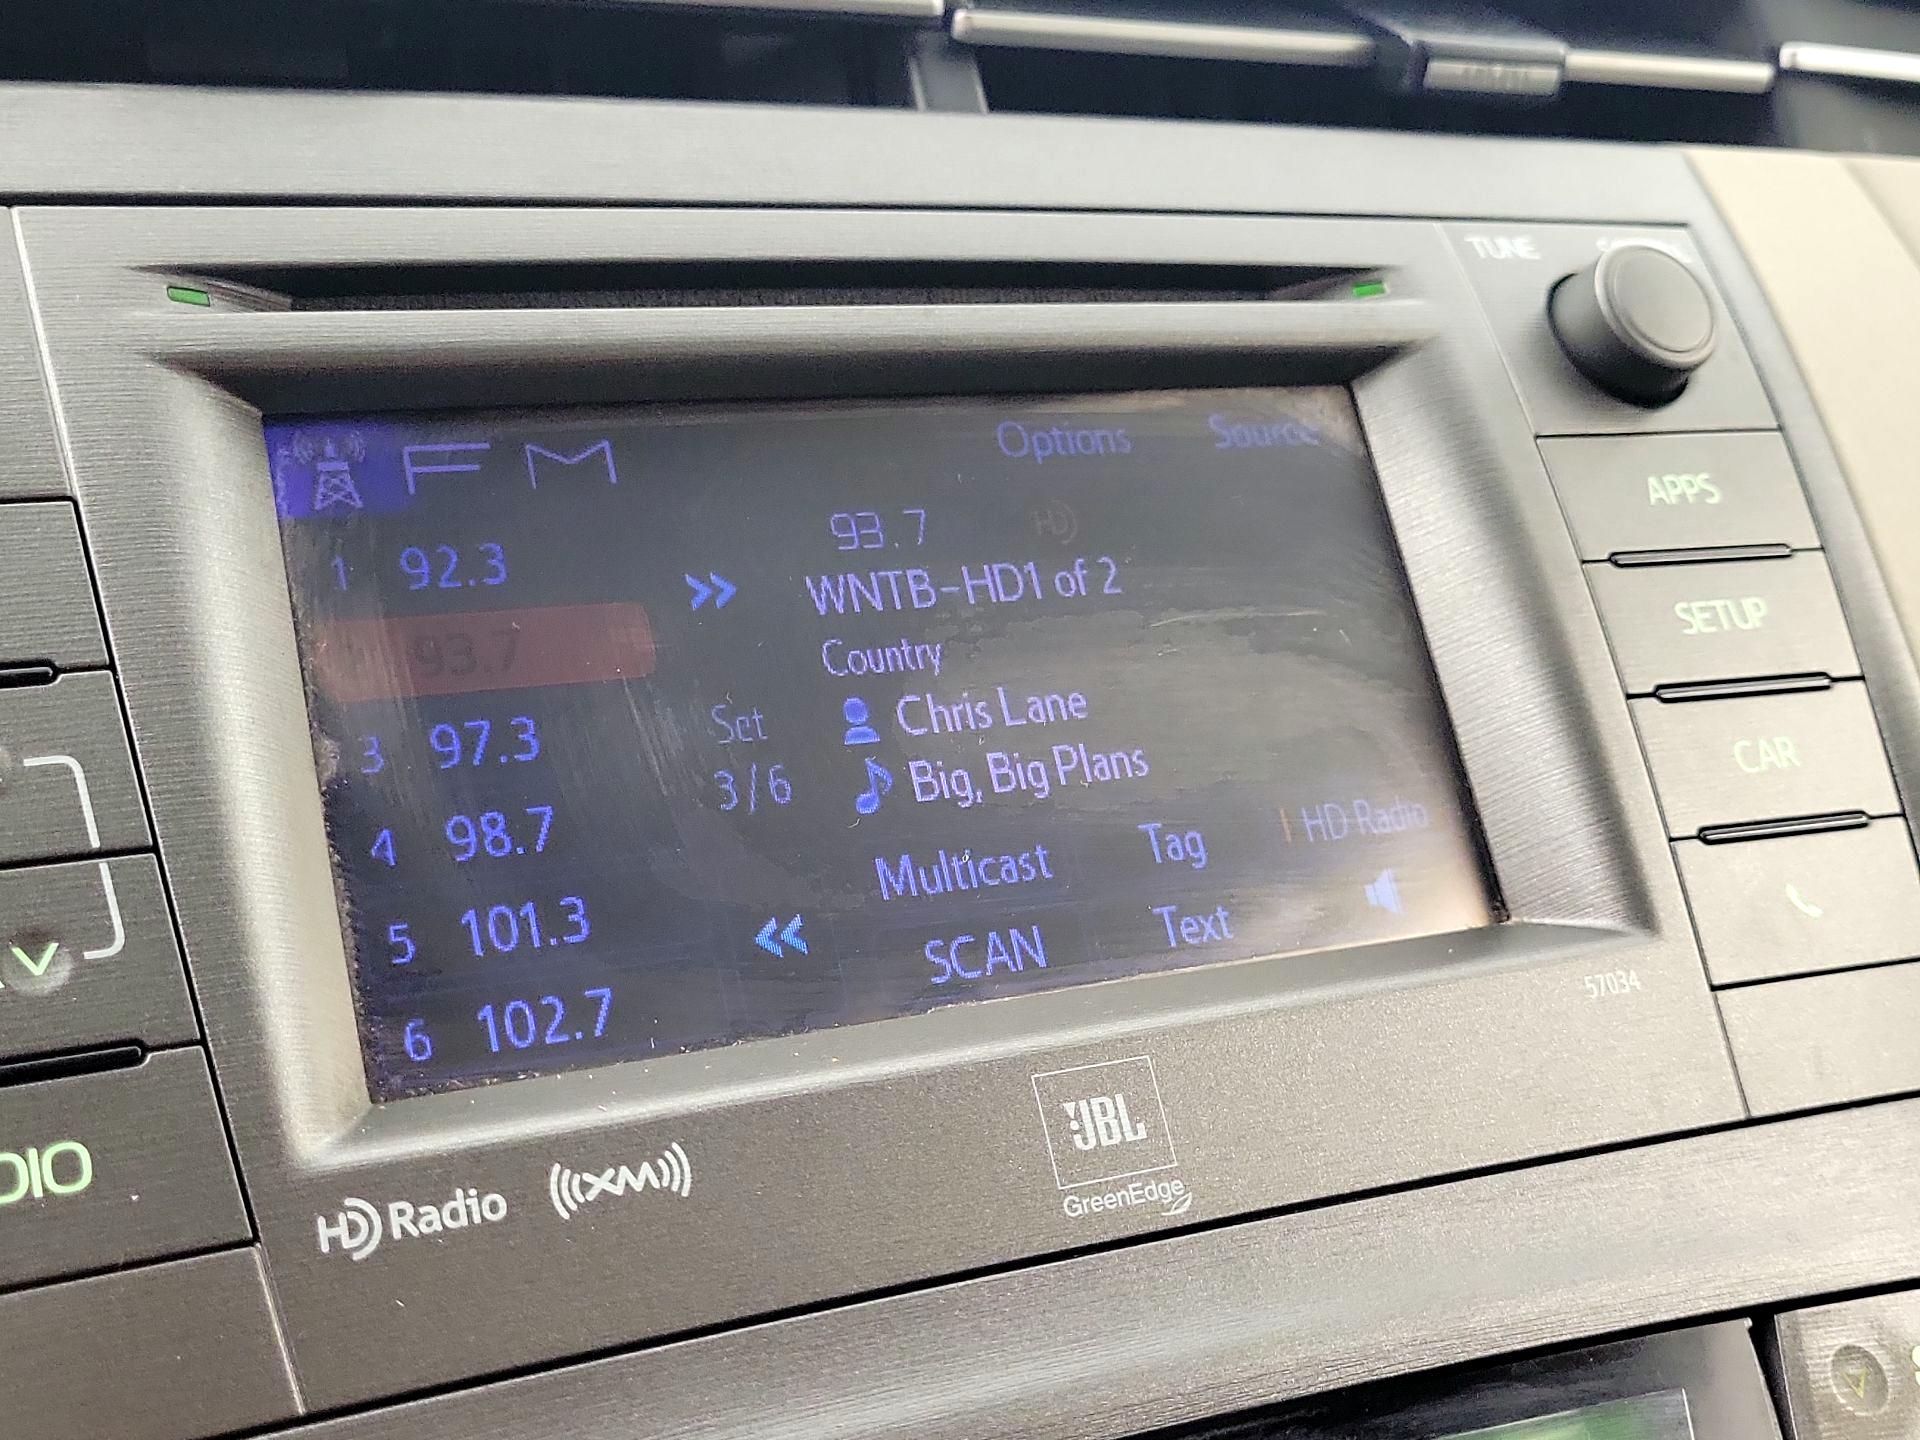 TUNE
FM
Options Source
APPS
93.7 HD
1 92.3
WNTB-HD1 of 2
SETUP
93.7
Country
3 97.3
Set
Chris Lane
CAR
3/6
Big, Big Plans
4 98.7
Multicast Tag HD Radio
5 101.3
SCAN Text
57034
6 102.7
JBL
GreenEdge
DIO
HD Radio ((XM))